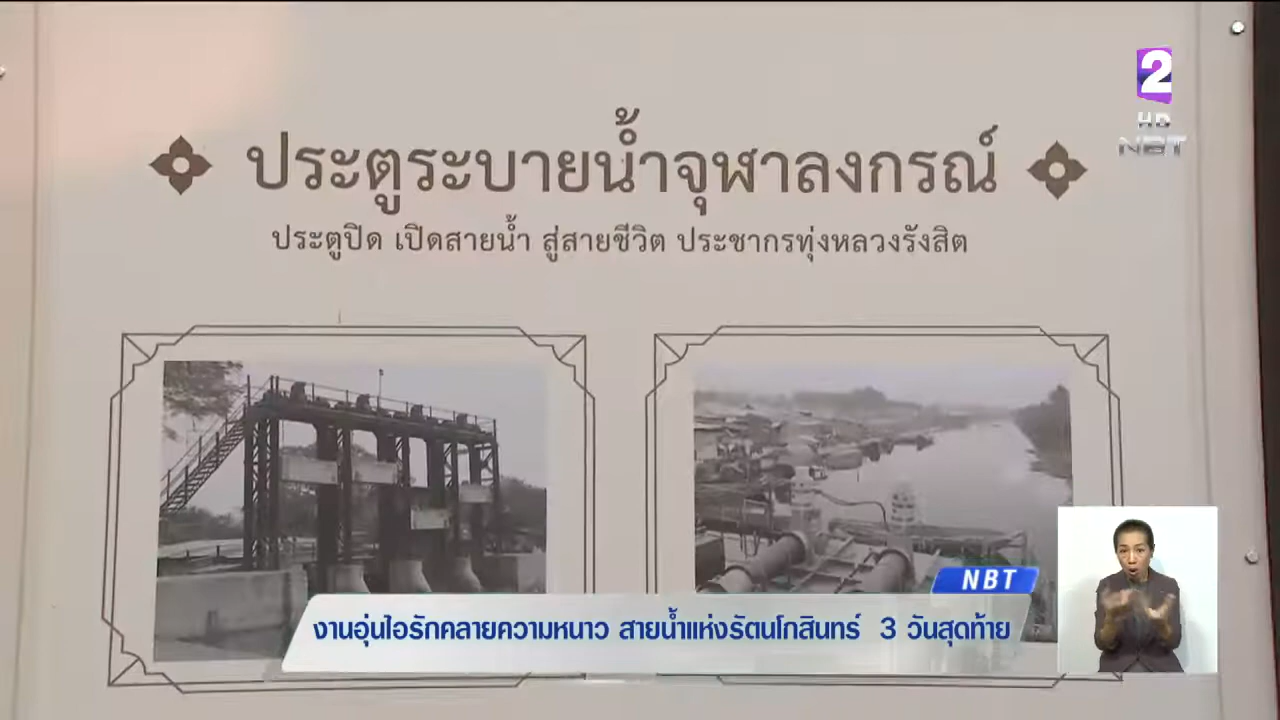 2
HD
NBT
ประตูระบายน้ำจุฬาลงกรณ์
ประตูปิด เปิดสายน้ำ สู่สายชีวิต ประชากรทุ่งหลวงรังสิต
NBT
งานอุ่นไอรักคลายความหนาว สายน้ำแห่งรัตนโกสินทร์ 3 วันสุดท้าย